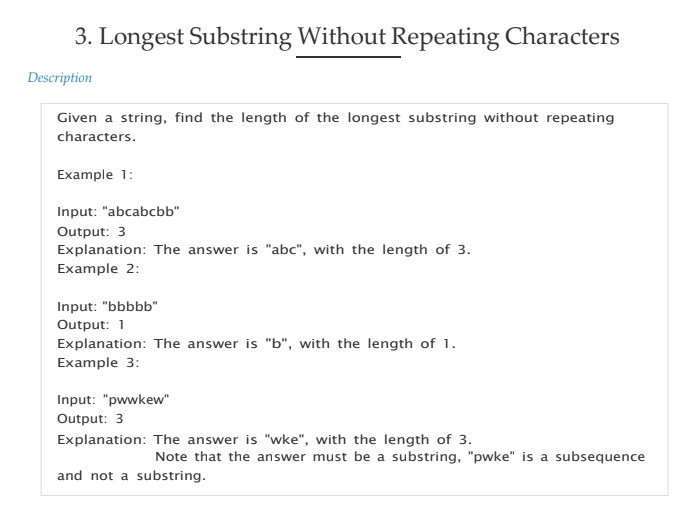 3. Longest Substring Without Repeating Characters
Description
Given a string, find the length of the longest substring without repeating
characters.
Example 1:
Input: "abcabcbb"
Output: 3
Explanation: The answer is "abc", with the length of 3.
Example 2:
Input: "bbbbb"
Output: 1
Explanation: The answer is "b", with the length of 1.
Example 3:
Input: "pwwkew"
Output: 3
Explanation: The answer is "wke", with the length of 3.
Note that the answer must be a substring, "pwke" is a subsequence
and not a substring.